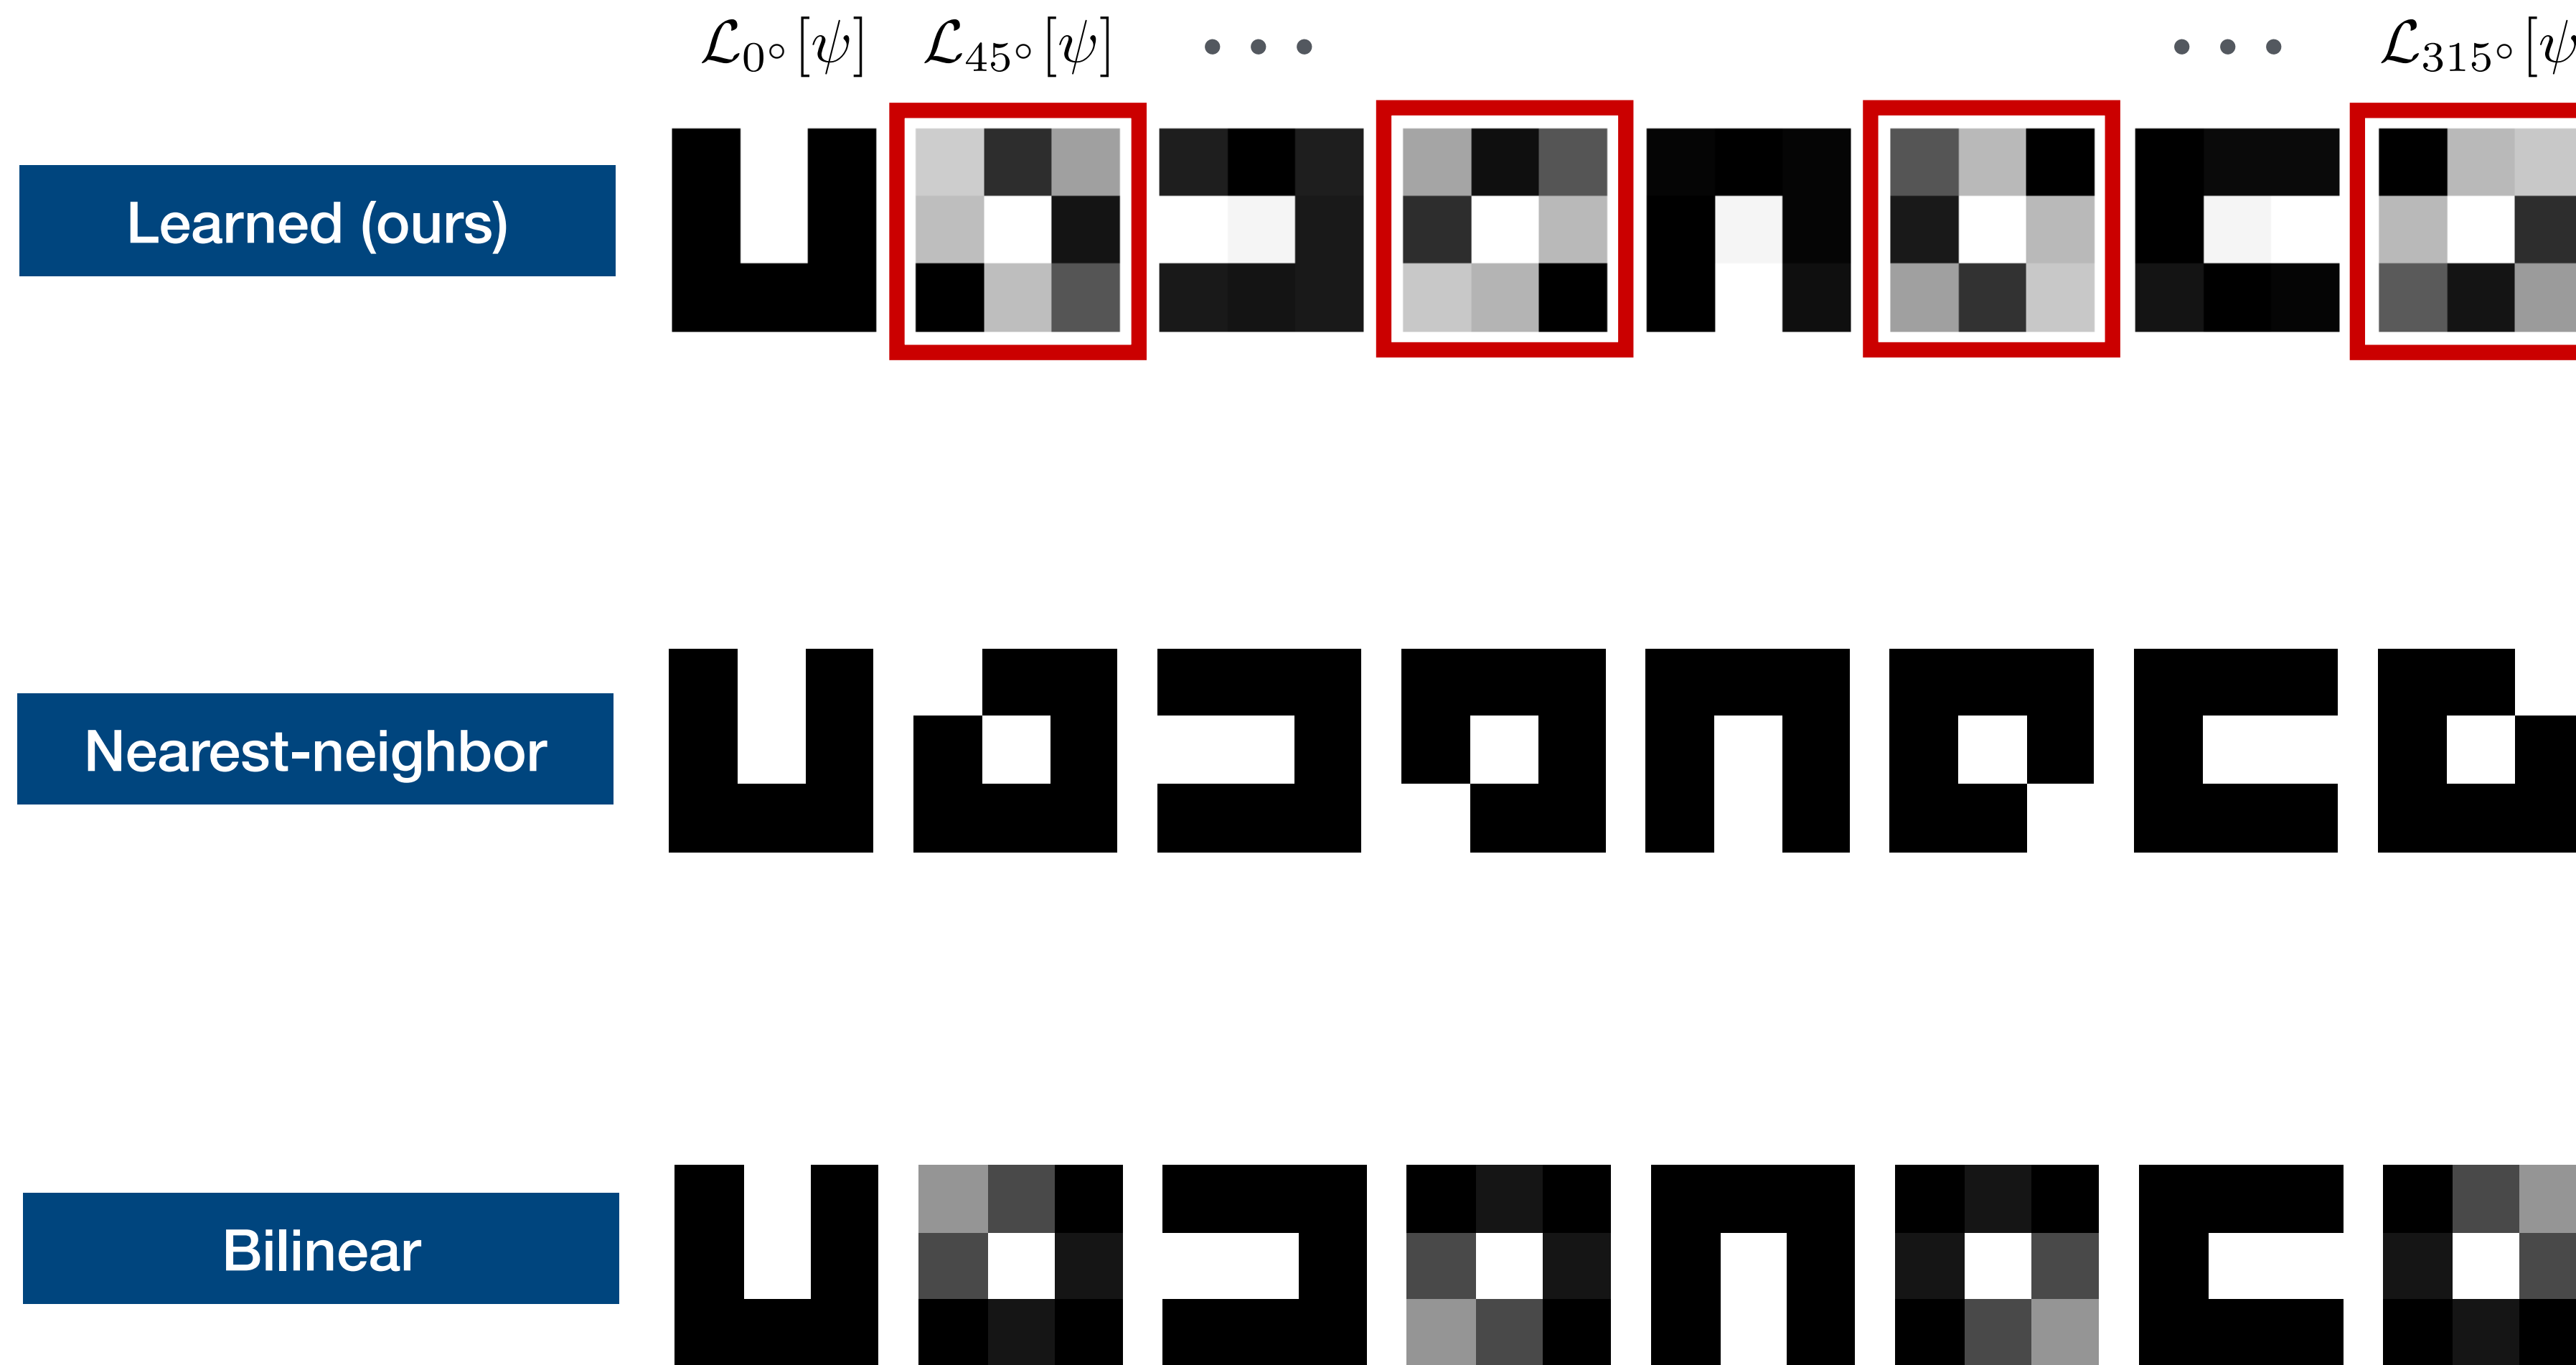 ℒ0°[ψ] ℒ45°[ψ] • • • • • • ℒ315°[ψ
Learned (ours)
Nearest-neighbor
Bilinear